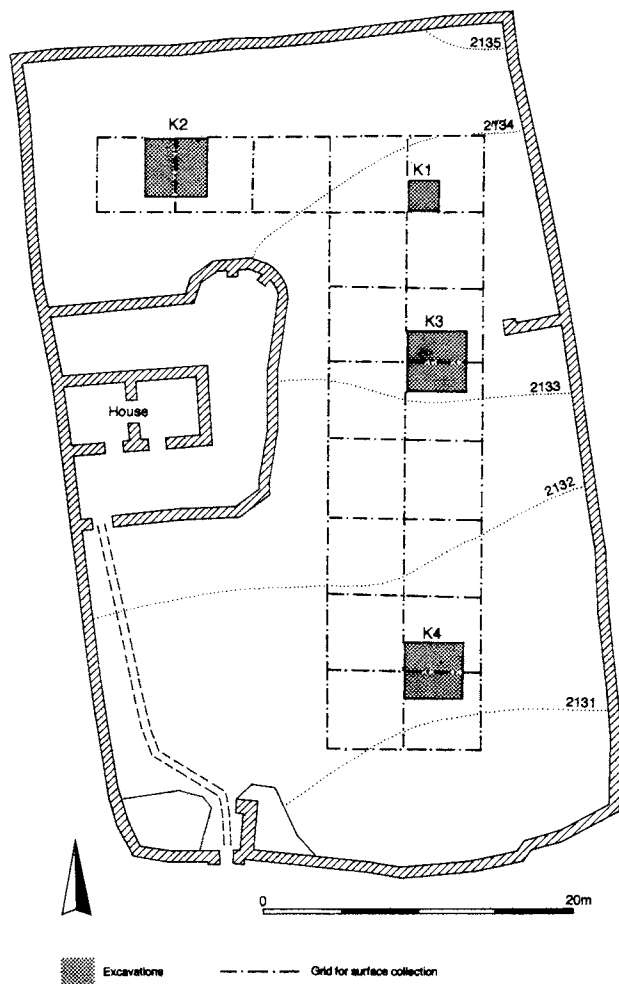 2135
2134
K2
K1
K3
2133
House
2132
K4
2131
0 20m
Excavations Grid for surface collection